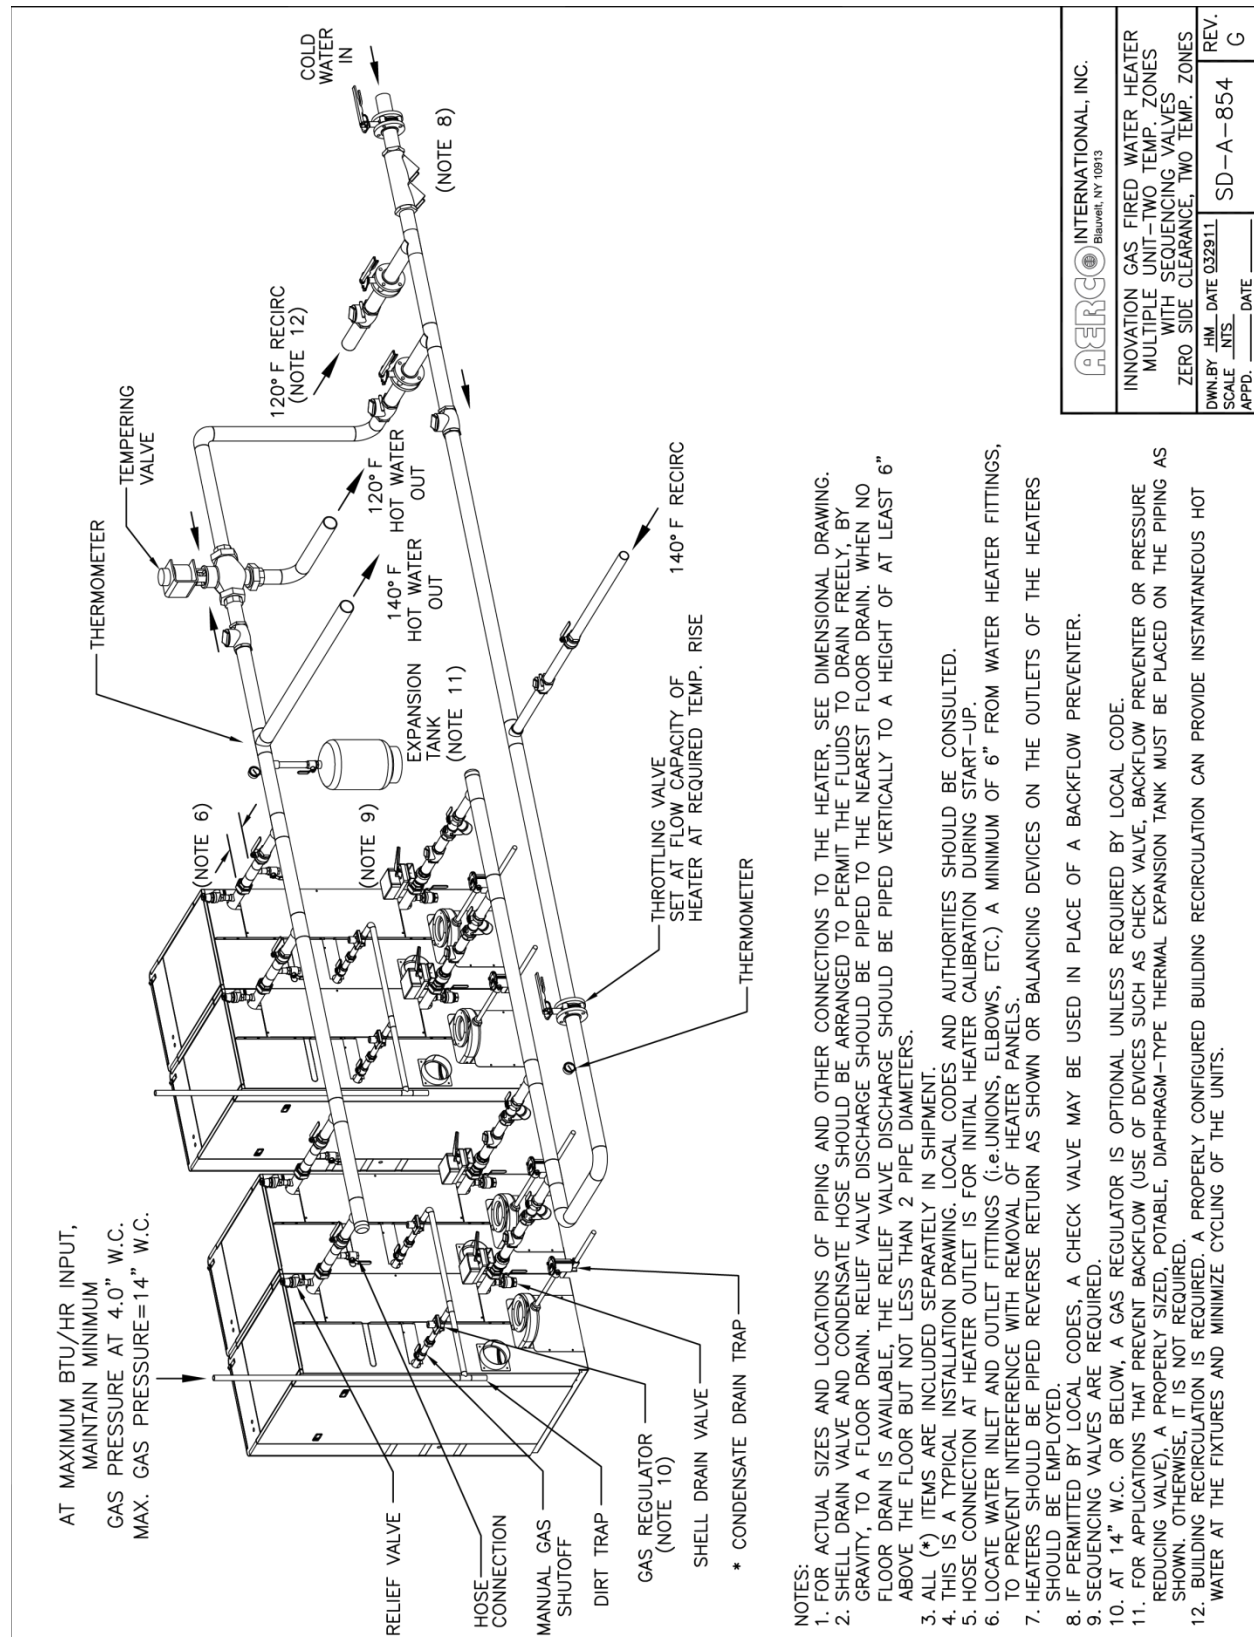 AT MAXIMUM BTU/HR INPUT,
MAINTAIN MINIMUM
GAS PRESSURE AT 4.0" W.C.
MAX. GAS PRESSURE=14" W.C.
RELIEF VALVE
HOSE
CONNECTION
MANUAL GAS
SHUTOFF
DIRT TRAP
GAS REGULATOR
(NOTE 10)
SHELL DRAIN VALVE
* CONDENSATE DRAIN TRAP
(NOTE 6)
THERMOMETER
TEMPERING
VALVE
120° F RECIRC
(NOTE 12)
COLD
WATER
IN
(NOTE 8)
120° F
HOT WATER
OUT
140° F
HOT WATER
OUT
EXPANSION
TANK
(NOTE 11)
(NOTE 9)
140° F RECIRC
THROTTLING VALVE
SET AT FLOW CAPACITY OF
HEATER AT REQUIRED TEMP. RISE
THERMOMETER
NOTES:
1. FOR ACTUAL SIZES AND LOCATIONS OF PIPING AND OTHER CONNECTIONS TO THE HEATER, SEE DIMENSIONAL DRAWING.
2. SHELL DRAIN VALVE AND CONDENSATE HOSE SHOULD BE ARRANGED TO PERMIT THE FLUIDS TO DRAIN FREELY, BY
GRAVITY, TO A FLOOR DRAIN. RELIEF VALVE DISCHARGE SHOULD BE PIPED TO THE NEAREST FLOOR DRAIN. WHEN NO
FLOOR DRAIN IS AVAILABLE, THE RELIEF VALVE DISCHARGE SHOULD BE PIPED VERTICALLY TO A HEIGHT OF AT LEAST 6"
ABOVE THE FLOOR BUT NOT LESS THAN 2 PIPE DIAMETERS.
3. ALL (*) ITEMS ARE INCLUDED SEPARATELY IN SHIPMENT.
4. THIS IS A TYPICAL INSTALLATION DRAWING. LOCAL CODES AND AUTHORITIES SHOULD BE CONSULTED.
5. HOSE CONNECTION AT HEATER OUTLET IS FOR INITIAL HEATER CALIBRATION DURING START-UP.
6. LOCATE WATER INLET AND OUTLET FITTINGS (i.e.UNIONS, ELBOWS, ETC.) A MINIMUM OF 6" FROM WATER HEATER FITTINGS,
TO PREVENT INTERFERENCE WITH REMOVAL OF HEATER PANELS.
7. HEATERS SHOULD BE PIPED REVERSE RETURN AS SHOWN OR BALANCING DEVICES ON THE OUTLETS OF THE HEATERS
SHOULD BE EMPLOYED.
8. IF PERMITTED BY LOCAL CODES, A CHECK VALVE MAY BE USED IN PLACE OF A BACKFLOW PREVENTER.
9. SEQUENCING VALVES ARE REQUIRED.
10. AT 14" W.C. OR BELOW, A GAS REGULATOR IS OPTIONAL UNLESS REQUIRED BY LOCAL CODE.
11. FOR APPLICATIONS THAT PREVENT BACKFLOW (USE OF DEVICES SUCH AS CHECK VALVE, BACKFLOW PREVENTER OR PRESSURE
REDUCING VALVE), A PROPERLY SIZED, POTABLE, DIAPHRAGM-TYPE THERMAL EXPANSION TANK MUST BE PLACED ON THE PIPING AS
SHOWN. OTHERWISE, IT IS NOT REQUIRED.
12. BUILDING RECIRCULATION IS REQUIRED. A PROPERLY CONFIGURED BUILDING RECIRCULATION CAN PROVIDE INSTANTANEOUS HOT
WATER AT THE FIXTURES AND MINIMIZE CYCLING OF THE UNITS.
AERCO INTERNATIONAL, INC.
Blauvelt, NY 10913
INNOVATION GAS FIRED WATER HEATER
MULTIPLE UNIT-TWO TEMP. ZONES
WITH SEQUENCING VALVES
ZERO SIDE CLEARANCE, TWO TEMP. ZONES
DWN.BY HM DATE 032911
SCALE NTS
APPD. DATE
SD-A-854
REV.
G